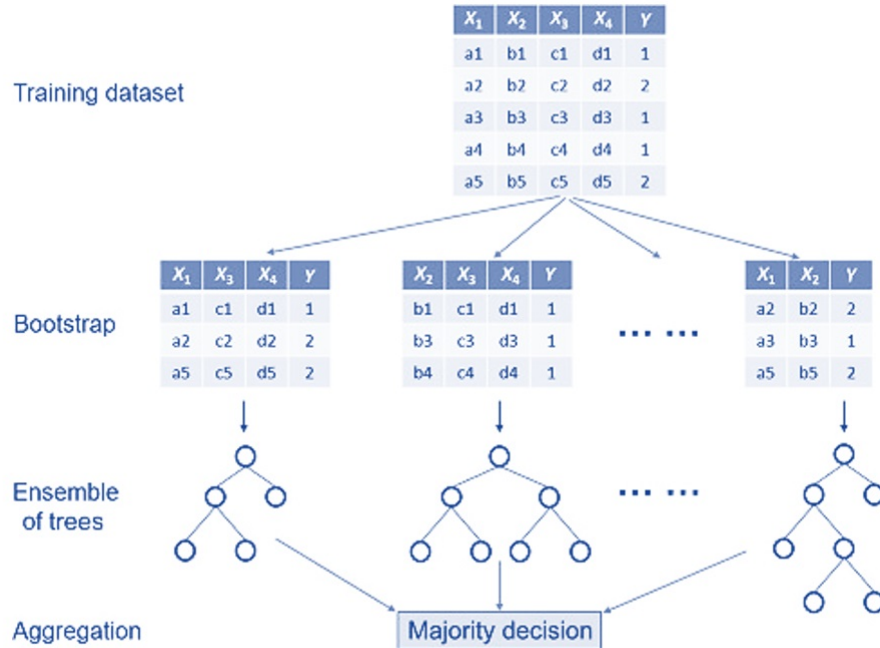 X1 X2 X3 X4 Y
a1 b1 c1 d1 1
Training dataset
a2 b2 c2 d2 2
a3 b3 c3 d3 1
a4 b4 c4 d4 1
a5 b5 c5 d5 2
X1 X3 X4 Y
X2 X3 X4 Y
X1 X2 Y
Bootstrap
a1 c1 d1 1
a2 c2 d2 2
a5 c5 d5 2
b1 c1 d1 1
b3 c3 d3 1
b4 c4 d4 1
... ...
a2 b2 2
a3 b3 1
a5 b5 2
Ensemble
of trees
... ...
Aggregation
Majority decision